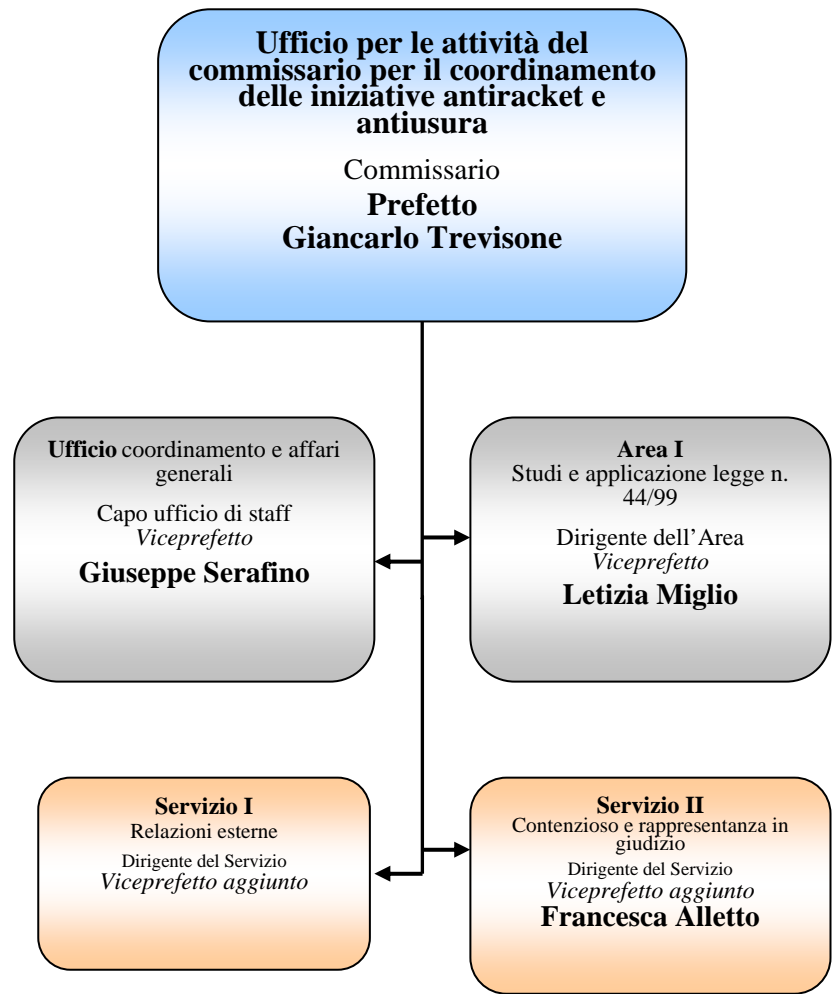 Ufficio per le attività del
commissario per il coordinamento
delle iniziative antiracket e
antiusura
Commissario
Prefetto
Giancarlo Trevisone
Ufficio coordinamento e affari
generali
Capo ufficio di staff
Viceprefetto
Giuseppe Serafino
Area I
Studi e applicazione legge n.
44/99
Dirigente dell'Area
Viceprefetto
Letizia Miglio
Servizio I
Relazioni esterne
Dirigente del Servizio
Viceprefetto aggiunto
Servizio II
Contenzioso e rappresentanza in
giudizio
Dirigente del Servizio
Viceprefetto aggiunto
Francesca Alletto